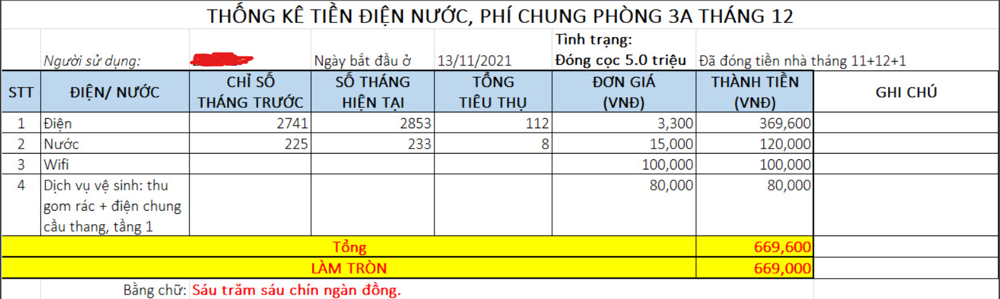 THỐNG KÊ TIỀN ĐIỆN NƯỚC, PHÍ CHUNG PHÒNG 3A THÁNG 12
Người sử dụng: Ngày bắt đầu ở 13/11/2021 Tình trạng:
Đóng cọc 5.0 triệu Đã đóng tiền nhà tháng 11+12+1
STT ĐIỆN/ NƯỚC CHỈ SỐ
THÁNG TRƯỚC SỐ THÁNG
HIỆN TẠI TỔNG
TIÊU THỤ ĐƠN GIÁ
(VNĐ) THÀNH TIỀN
(VNĐ) GHI CHÚ
1 Điện 2741 2853 112 3,300 369,600
2 Nước 225 233 8 15,000 120,000
3 Wifi 100,000 100,000
4 Dịch vụ vệ sinh: thu 80,000 80,000
gom rác + điện chung
cầu thang, tầng 1
Tổng 669,600
LÀM TRÒN 669,000
Bằng chữ: Sáu trăm sáu chín ngàn đồng.